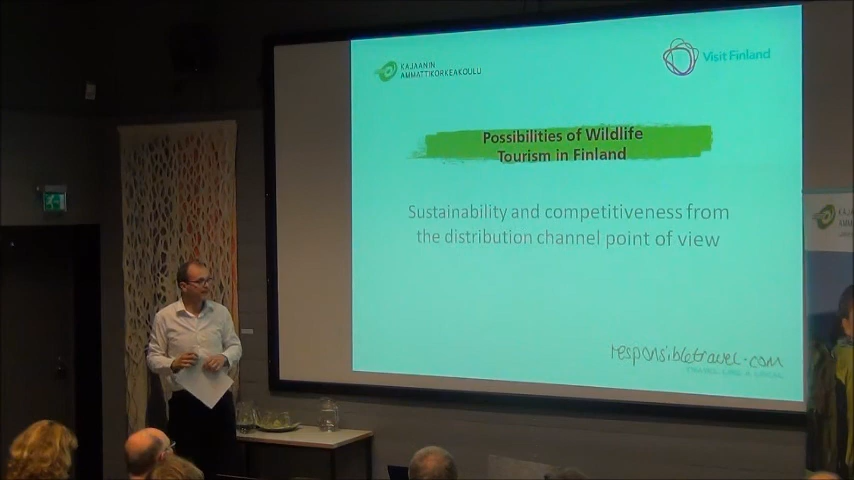 KAJAANIN
AMMATTIKORKEAKOULU
Visit Finland
Possibilities of Wildlife
Tourism in Finland
Sustainability and competitiveness from
the distribution channel point of view
responsibletravel.com